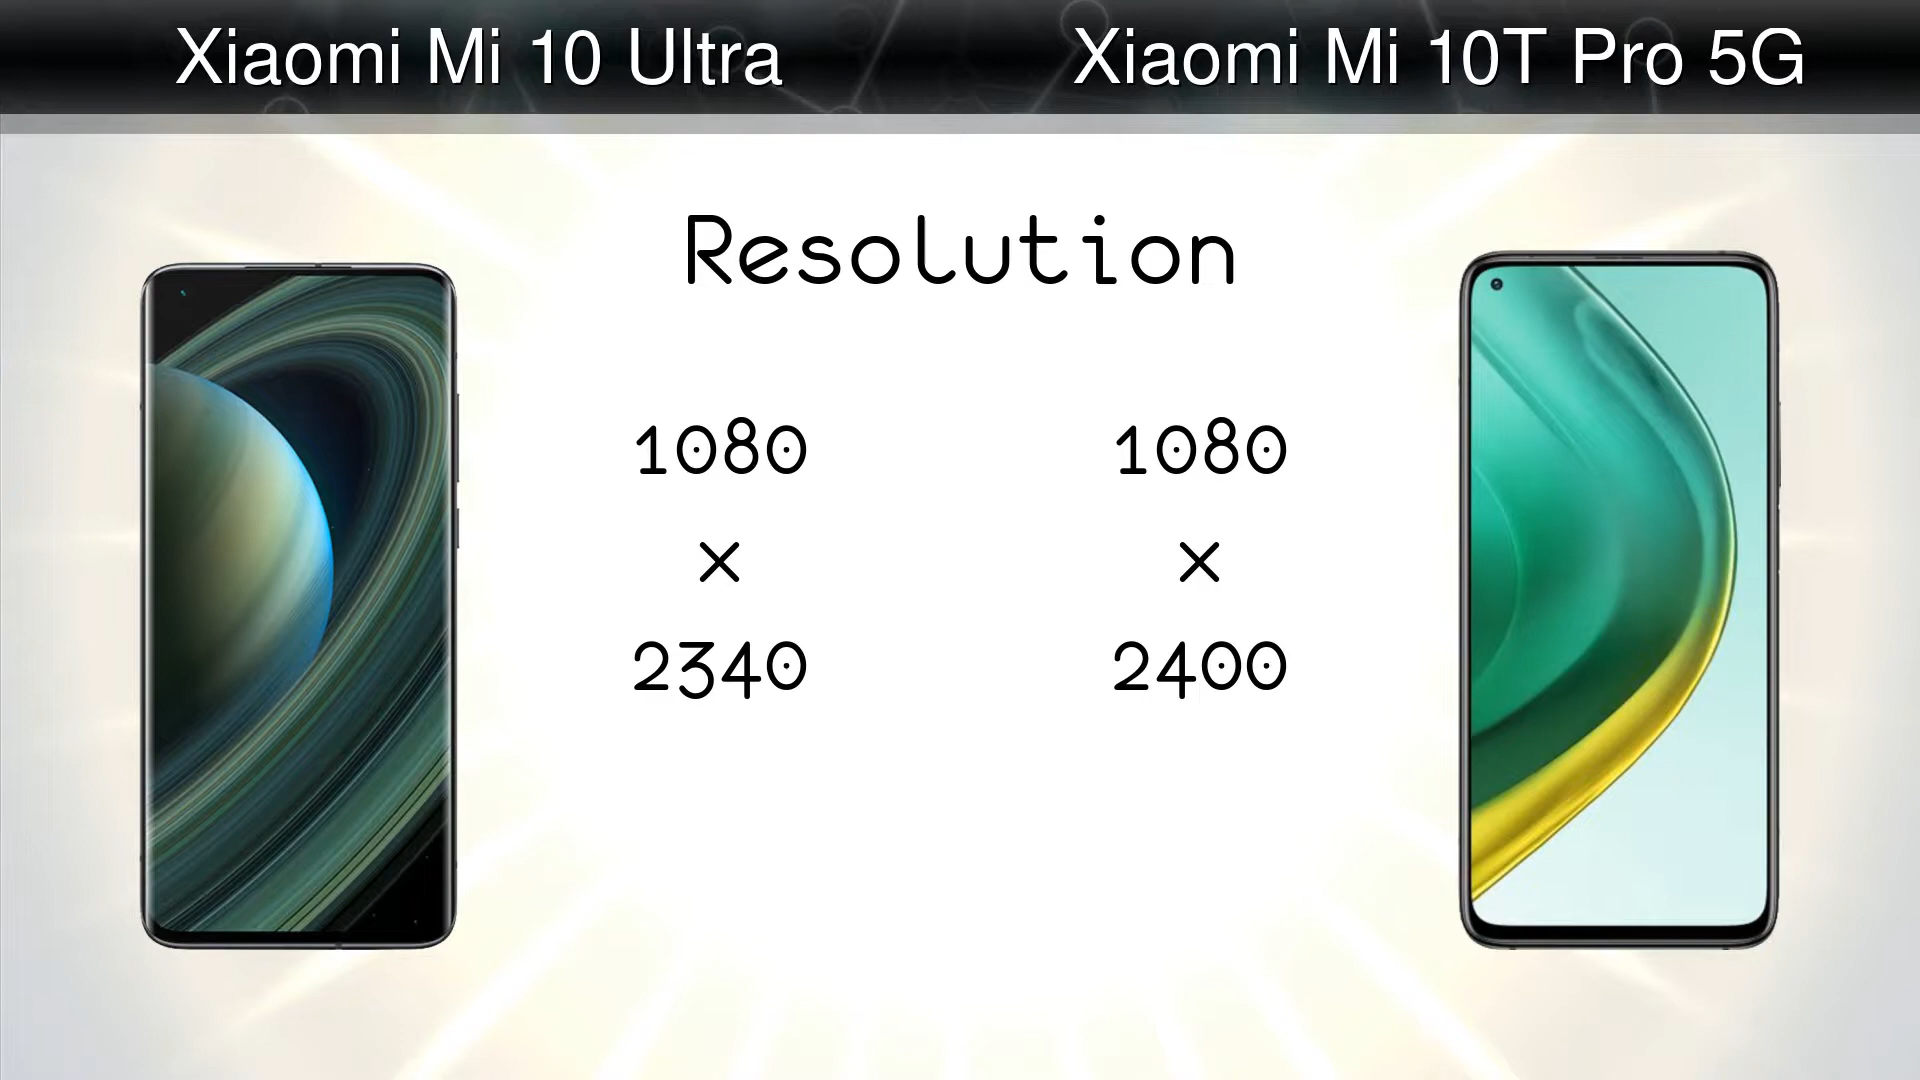 Xiaomi Mi 10 Ultra
Xiaomi Mi 10T Pro 5G
Resolution
1080
×
2340
1080
×
2400